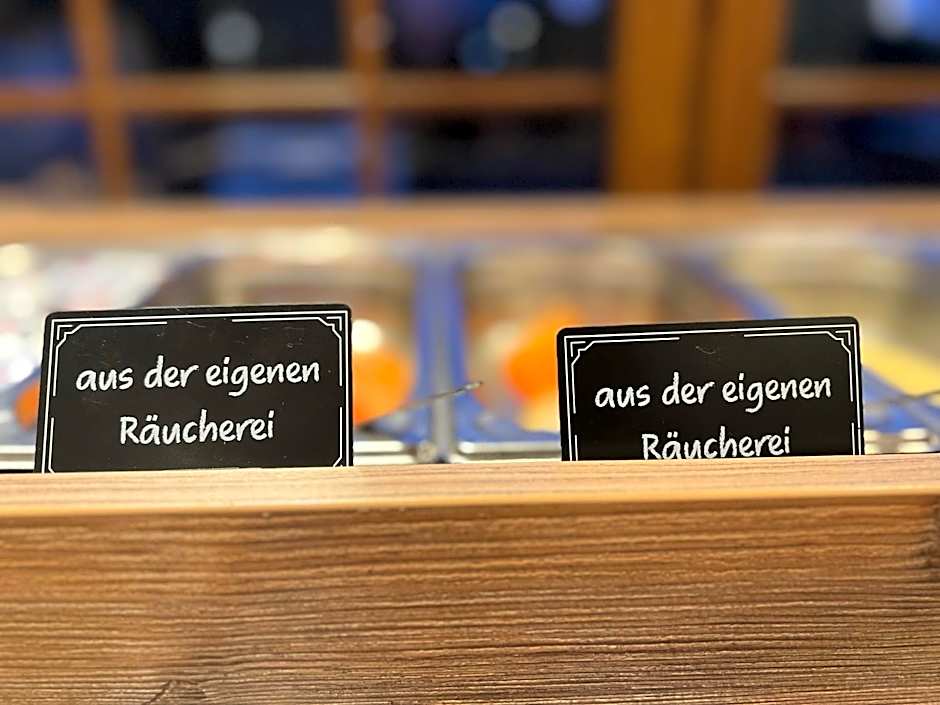 aus der eigenen
Räucherei
aus der eigenen
Räucherei